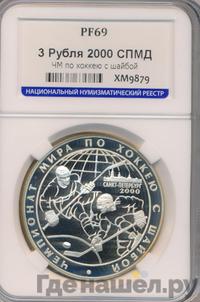 PF69
3 Рубля 2000 СПМД
ЧМ по хоккею с шайбой
XM9879
НАЦИОНАЛЬНЫЙ НУМИЗМАТИЧЕСКИЙ РЕЕСТР
ЧЕМПИОНАТ МИРА ПО ХОККЕЮ С ШАЙБОЙ
САНКТ-ПЕТЕРБУРГ
2000
Где нашел.ру